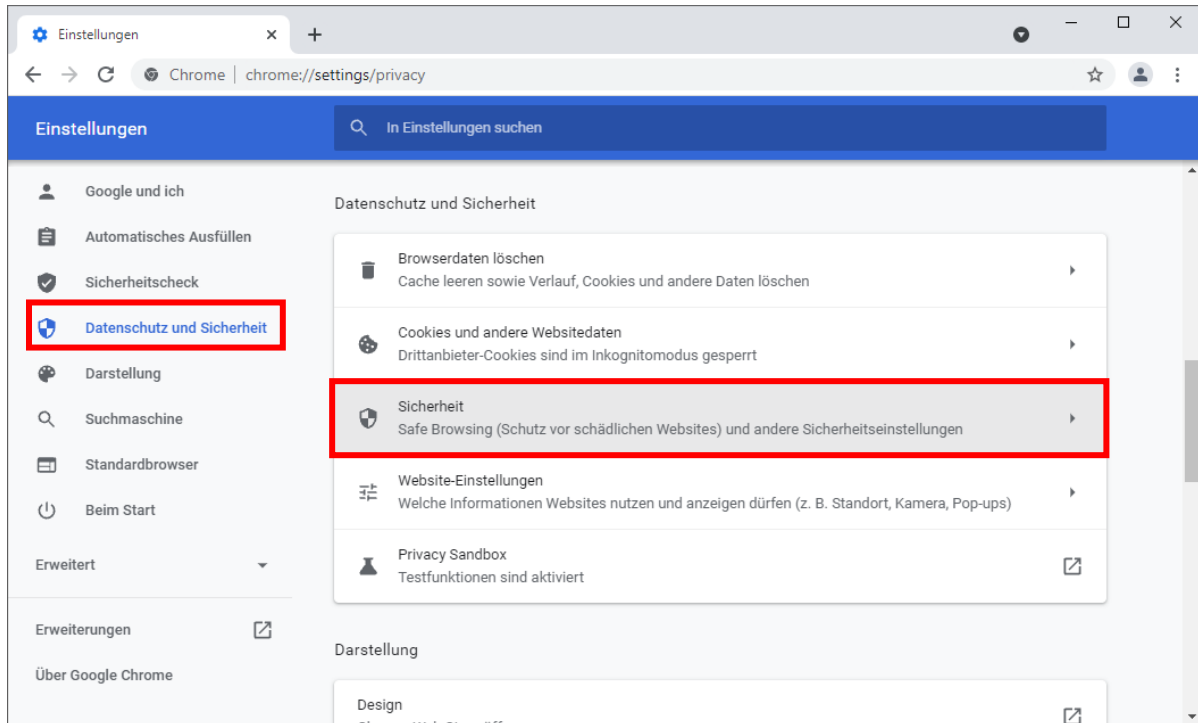 Einstellungen
Chrome | chrome://settings/privacy
Einstellungen
In Einstellungen suchen
Google und ich
Automatisches Ausfüllen
Sicherheitscheck
Datenschutz und Sicherheit
Darstellung
Suchmaschine
Standardbrowser
Beim Start
Erweitert
Erweiterungen
Über Google Chrome
Datenschutz und Sicherheit
Browserdaten löschen
Cache leeren sowie Verlauf, Cookies und andere Daten löschen
Cookies und andere Websitedaten
Drittanbieter-Cookies sind im Inkognitomodus gesperrt
Sicherheit
Safe Browsing (Schutz vor schädlichen Websites) und andere Sicherheitseinstellungen
Website-Einstellungen
Welche Informationen Websites nutzen und anzeigen dürfen (z. B. Standort, Kamera, Pop-ups)
Privacy Sandbox
Testfunktionen sind aktiviert
Darstellung
Design